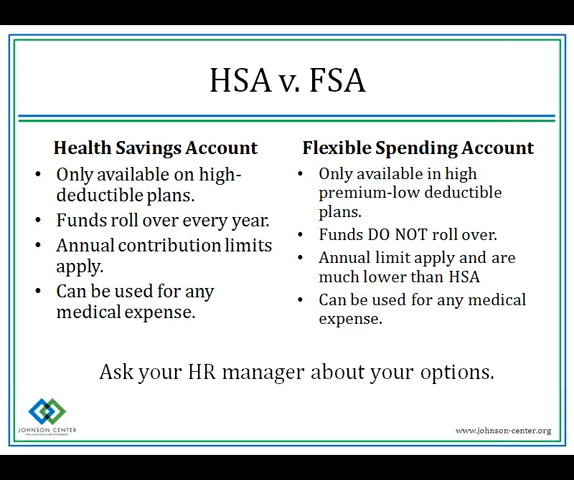 HSA v. FSA
Health Savings Account
• Only available on high-
deductible plans.
• Funds roll over every year.
• Annual contribution limits
apply.
• Can be used for any
medical expense.
Flexible Spending Account
• Only available in high
premium-low deductible
plans.
• Funds DO NOT roll over.
• Annual limit apply and are
much lower than HSA
• Can be used for any medical
expense.
Ask your HR manager about your options.
JOHNSON CENTER
www.johnson-center.org